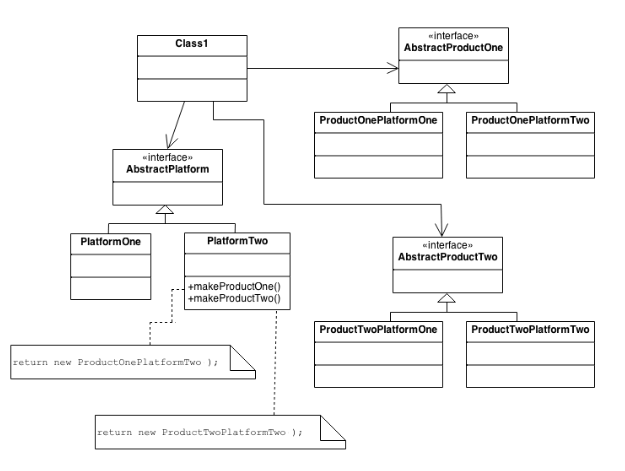 Class1
«interface»
AbstractProductOne
ProductOnePlatformOne
ProductOnePlatformTwo
«interface»
AbstractPlatform
PlatformOne
PlatformTwo
+makeProductOne()
+makeProductTwo()
«interface»
AbstractProductTwo
ProductTwoPlatformOne
ProductTwoPlatformTwo
return new ProductOnePlatformTwo );
return new ProductTwoPlatformTwo );